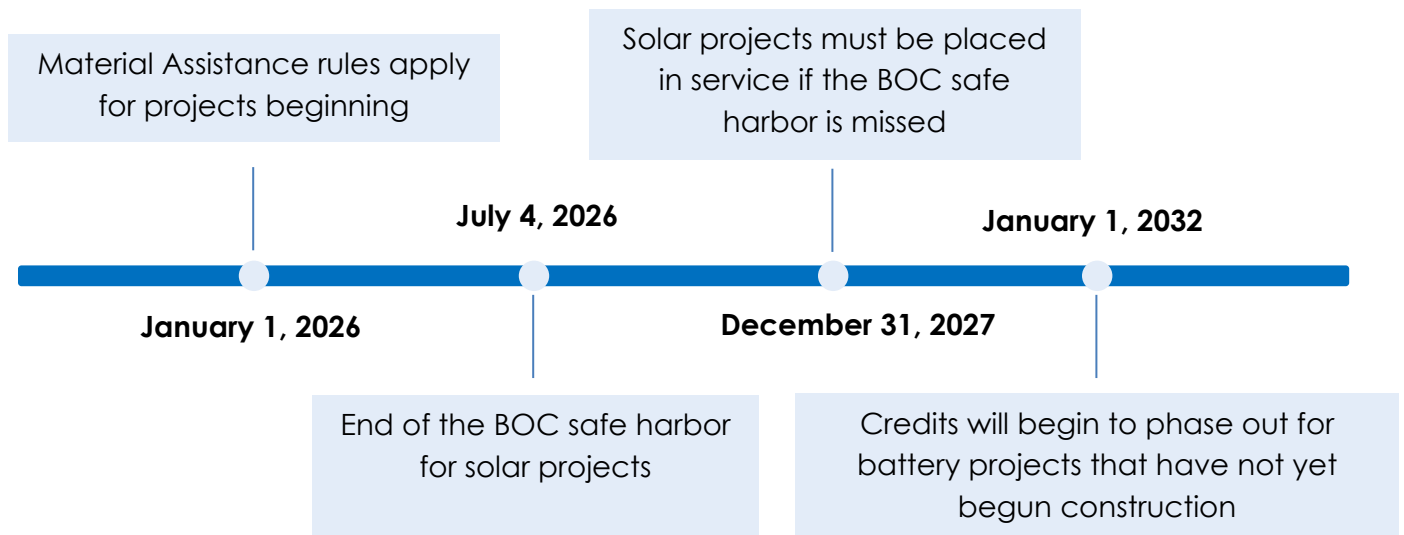 Material Assistance rules apply
for projects beginning
Solar projects must be placed
in service if the BOC safe
harbor is missed
July 4, 2026
January 1, 2032
January 1, 2026
December 31, 2027
End of the BOC safe harbor
for solar projects
Credits will begin to phase out for
battery projects that have not yet
begun construction